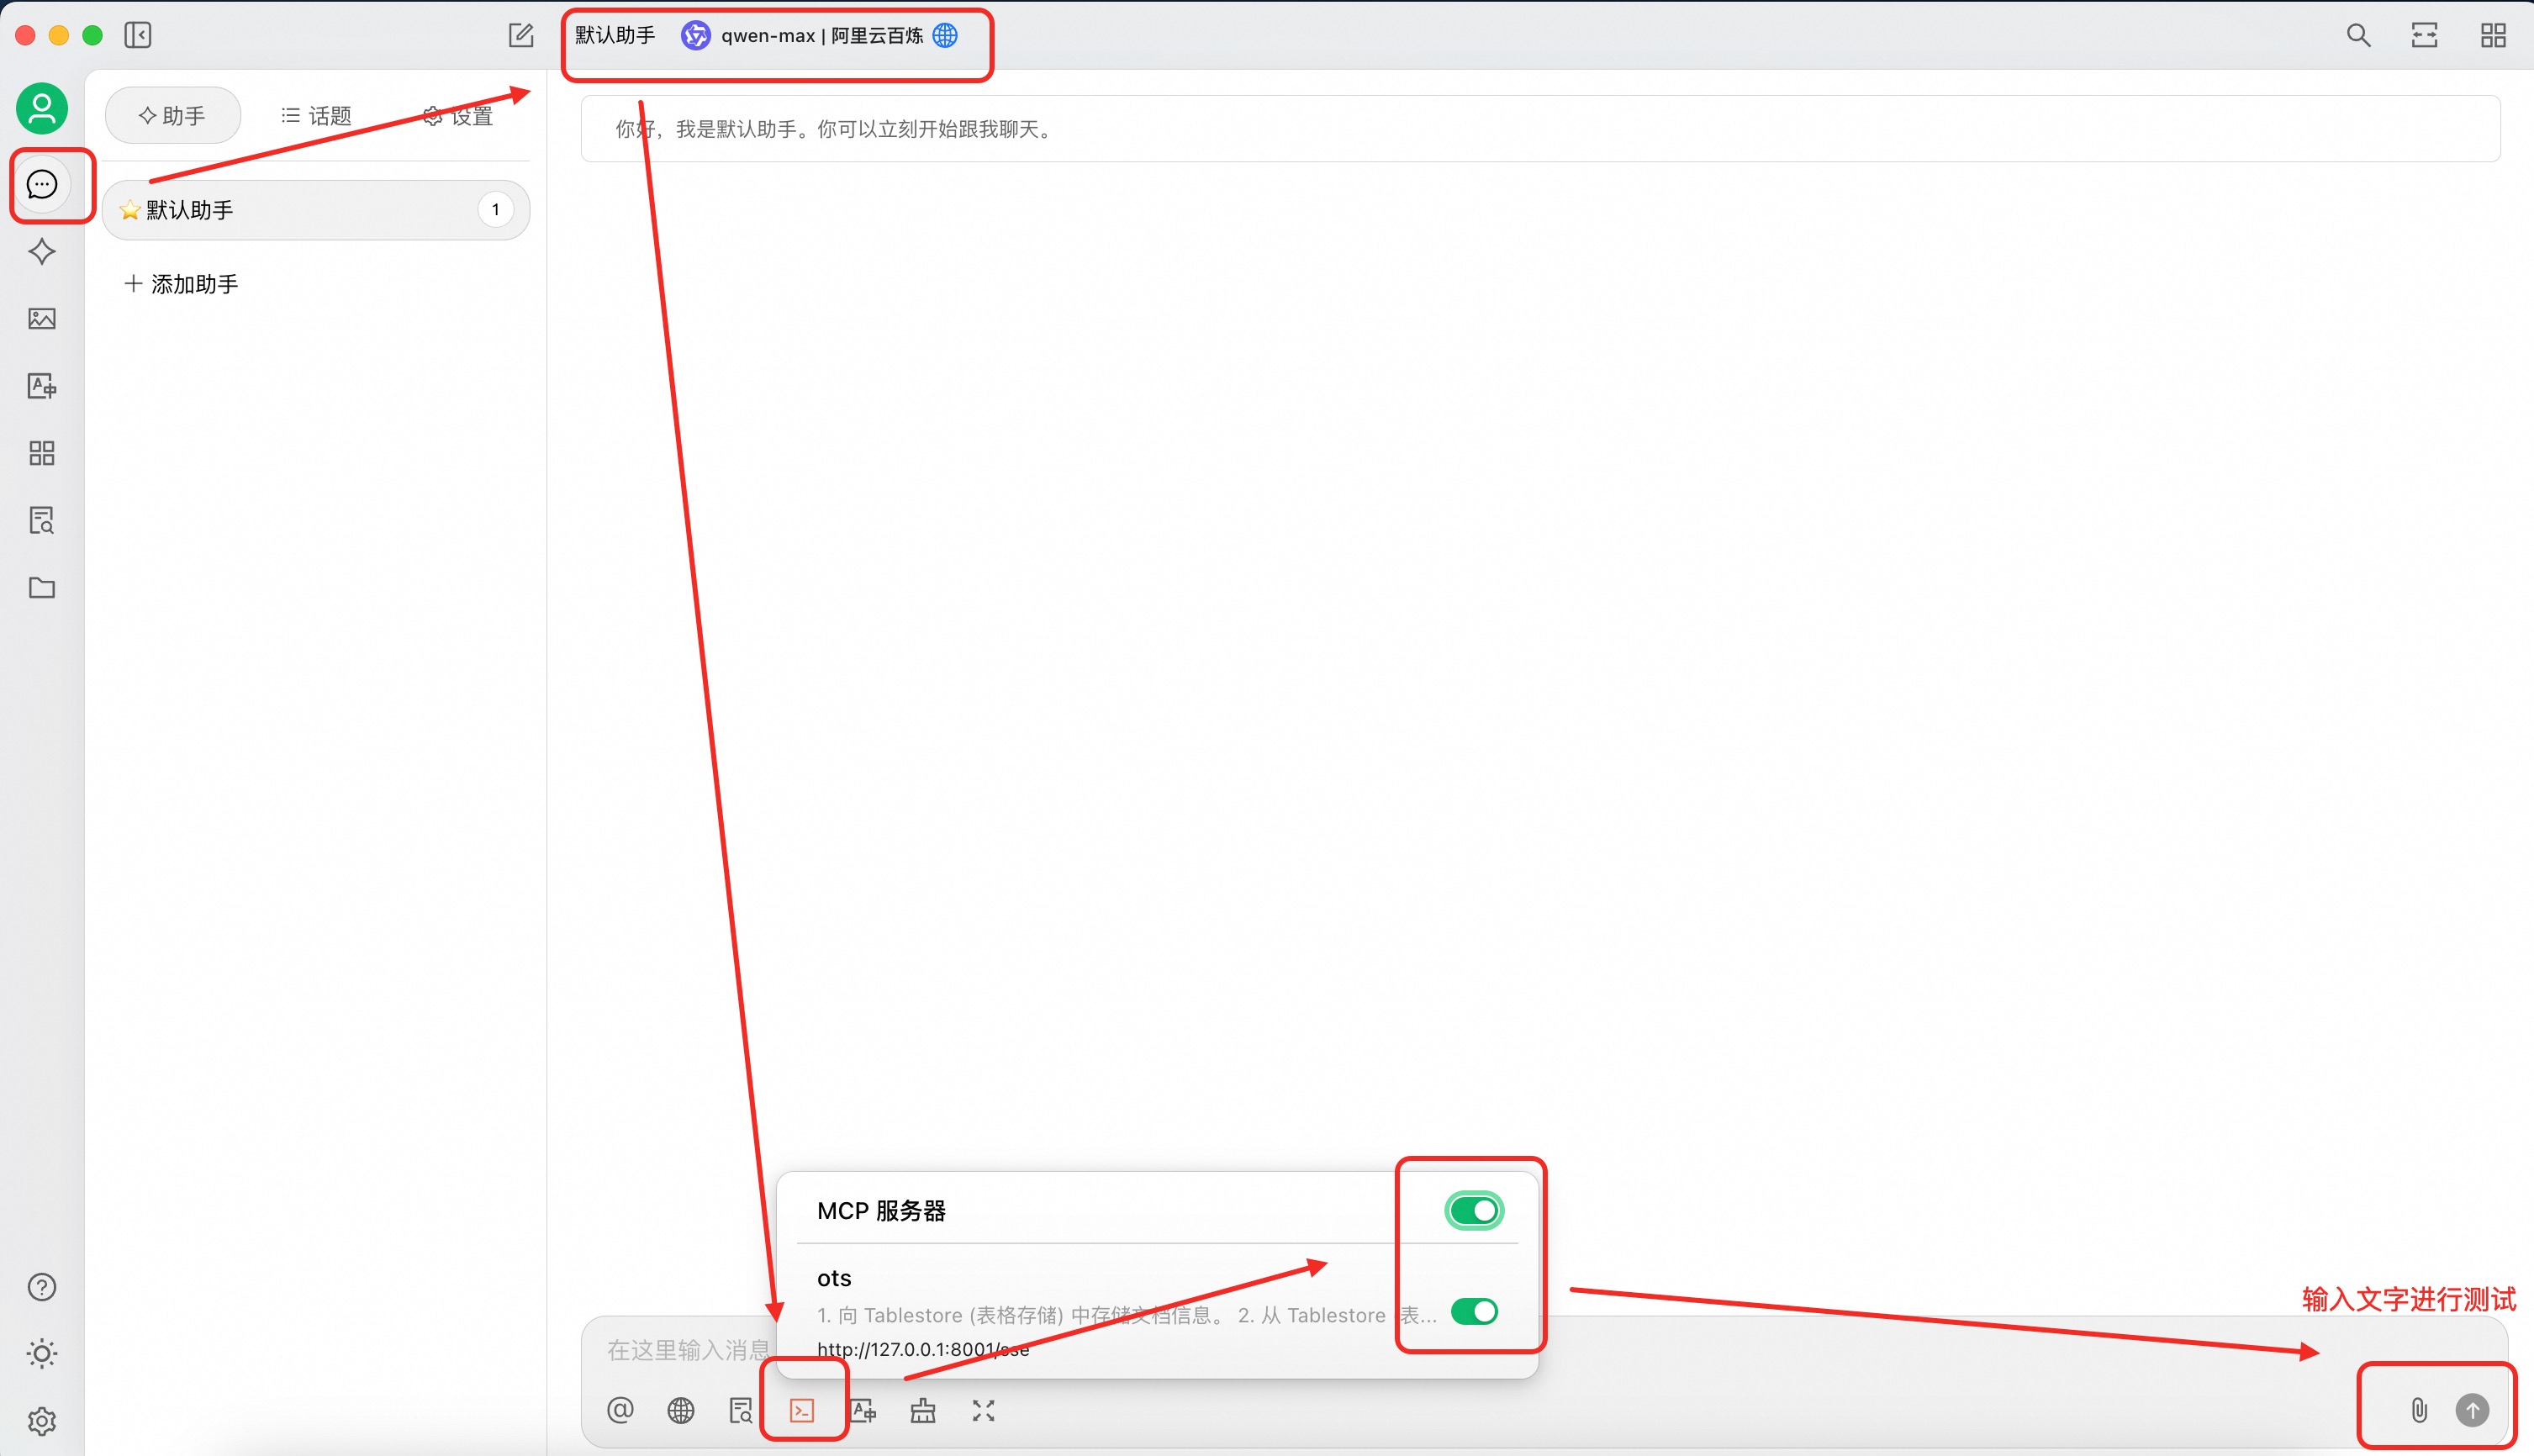 默认助手 qwen-max | 阿里云百炼
助手 话题 设置
默认助手 1
添加助手
你好，我是默认助手。你可以立刻开始跟我聊天。
MCP 服务器
ots
1. 向 Tablestore (表格存储) 中存储文档信息。 2. 从 Tablestore (表...
http://127.0.0.1:8001/sse
输入文字进行测试
在这里输入消息